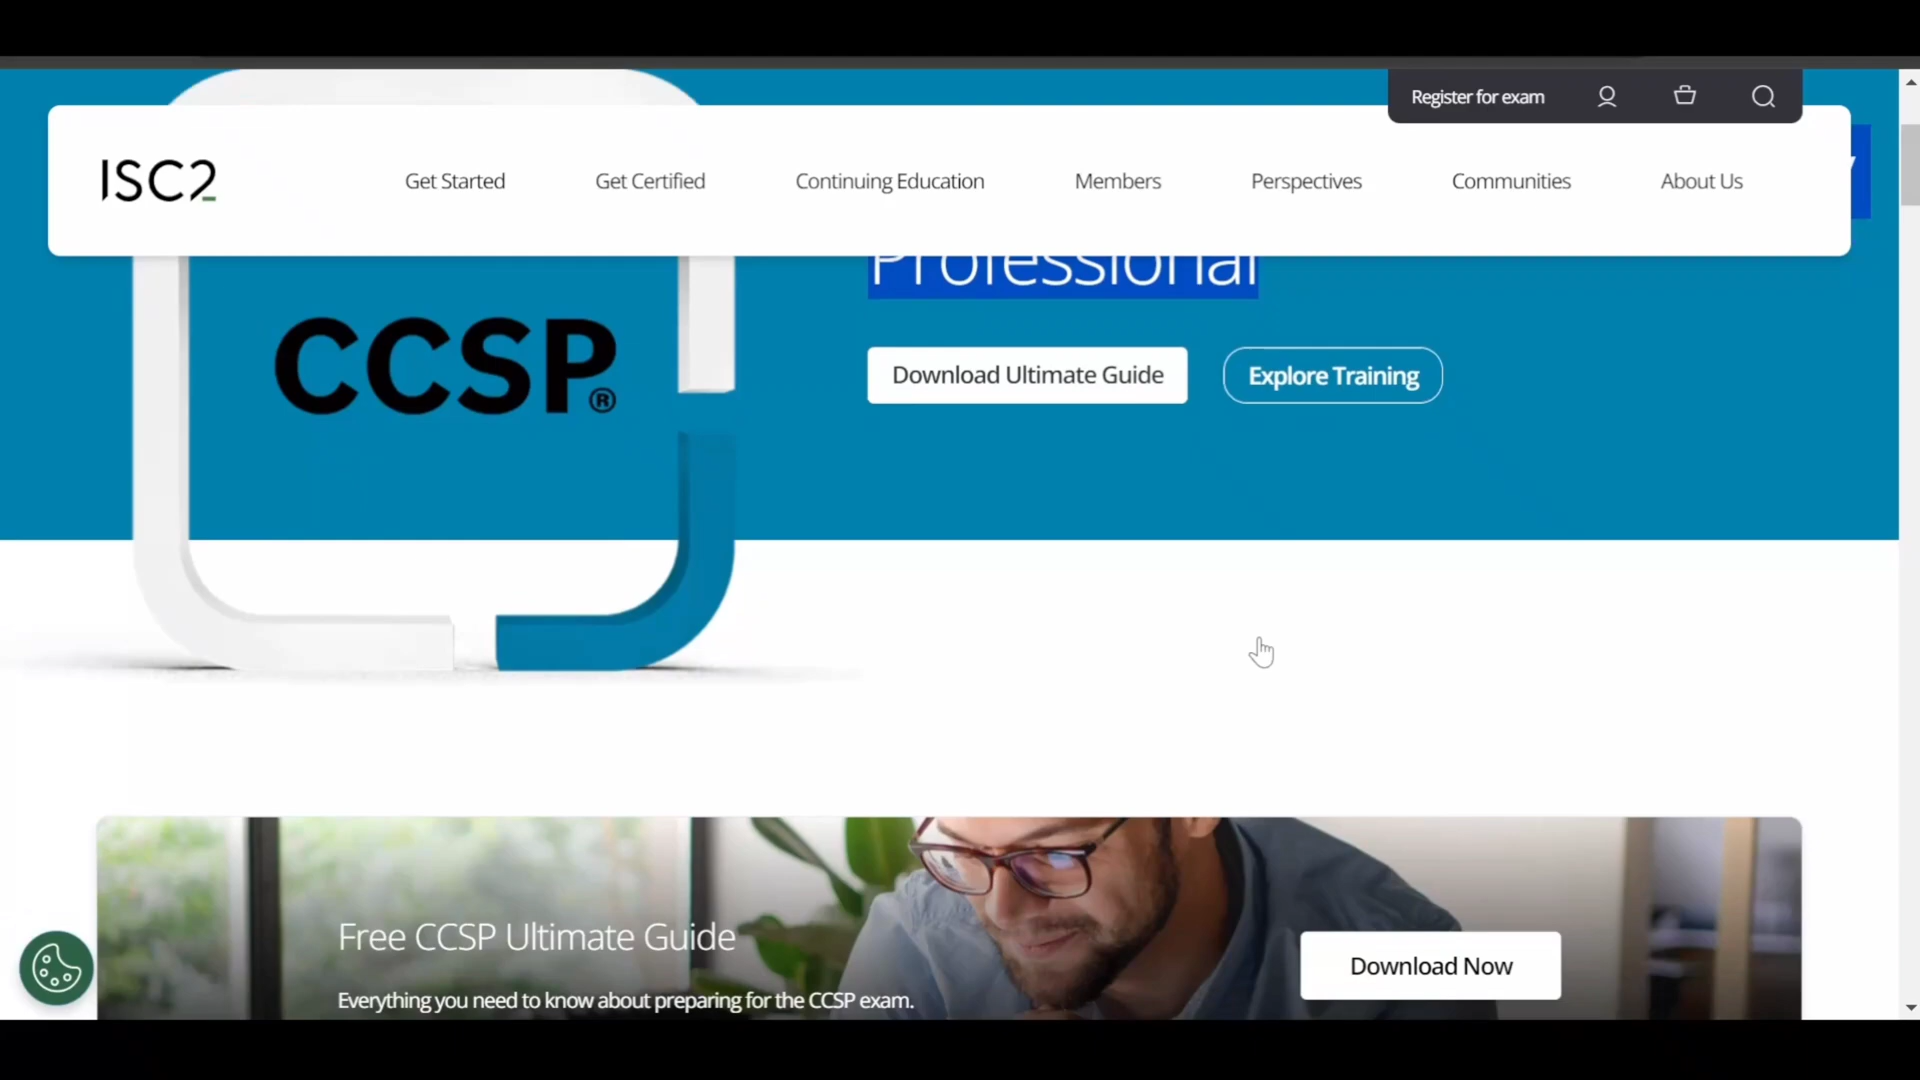 Register for exam
ISC2
Get Started
Get Certified
Continuing Education
Members
Perspectives
Communities
About Us
Professional
CCSP®
Download Ultimate Guide
Explore Training
Free CCSP Ultimate Guide
Everything you need to know about preparing for the CCSP exam.
Download Now